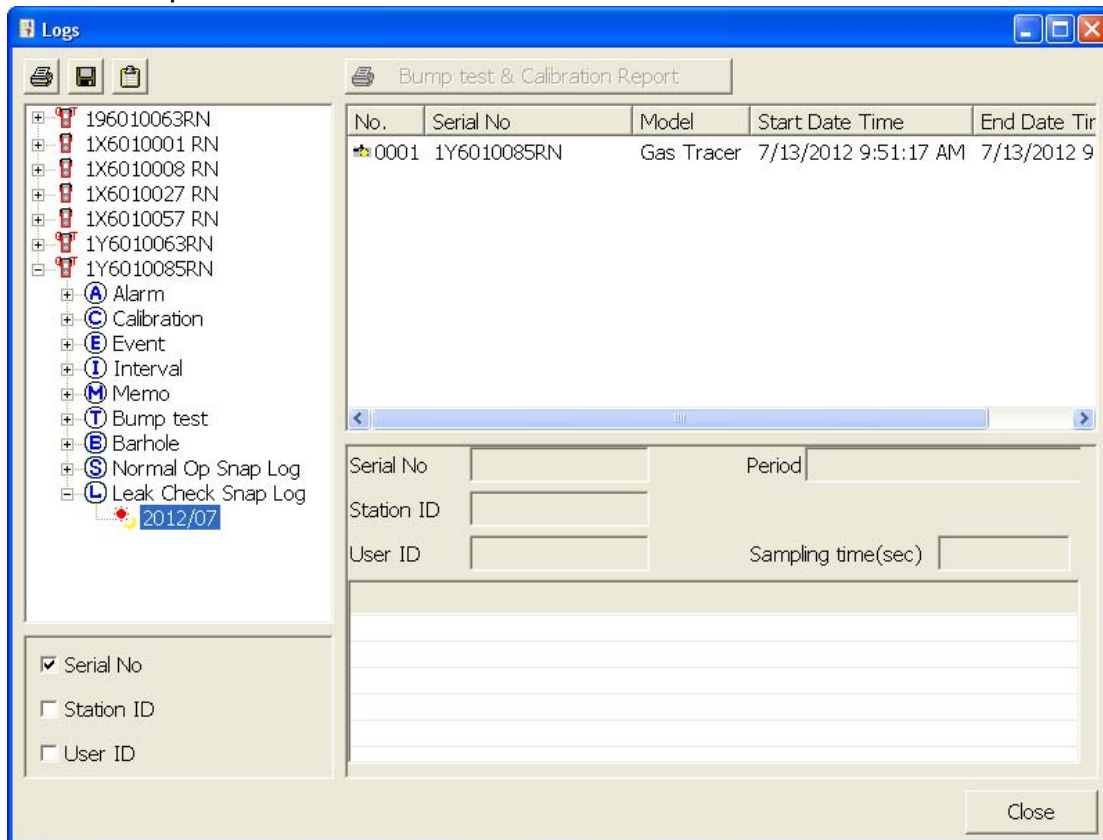 Logs
Bump test & Calibration Report
196010063RN
1X6010001 RN
1X6010008 RN
1X6010027 RN
1X6010057 RN
1Y6010063RN
1Y6010085RN
A Alarm
C Calibration
E Event
I Interval
M Memo
T Bump test
B Barhole
S Normal Op Snap Log
L Leak Check Snap Log
2012/07
Serial No
Station ID
User ID
No. Serial No Model Start Date Time End Date Tir
0001 1Y6010085RN Gas Tracer 7/13/2012 9:51:17 AM 7/13/2012 9
Serial No Period
Station ID
User ID Sampling time(sec)
Close